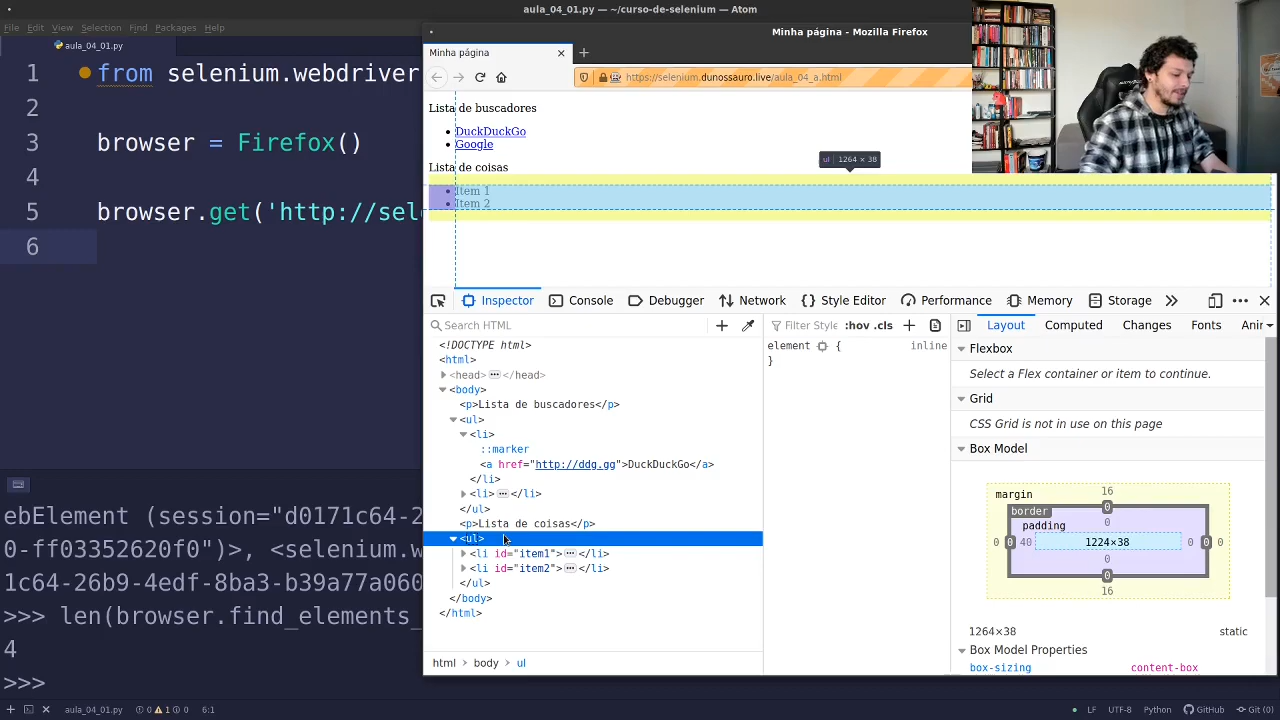 aula_04_01.py — ~/curso-de-selenium — Atom
File Edit View Selection Find Packages Help
aula_04_01.py
1 from selenium.webdriver
2
3 browser = Firefox()
4
5 browser.get('http://sel
6
ebElement (session="d0171c64-2
0-ff03352620f0")>, <selenium.w
1c64-26b9-4edf-8ba3-b39a77a060
>>> len(browser.find_elements_
4
>>>
aula_04_01.py 0 1 0 6:1
LF UTF-8 Python GitHub Git (0)
Minha página - Mozilla Firefox
Minha página
https://selenium.dunossauro.live/aula_04_a.html
Lista de buscadores
• DuckDuckGo
• Google
Lista de coisas
ul 1264 × 38
• Item 1
• Item 2
Inspector Console Debugger Network Style Editor Performance Memory Storage
Search HTML
<!DOCTYPE html>
<html>
<head> ••• </head>
<body>
<p>Lista de buscadores</p>
<ul>
<li>
::marker
<a href="http://ddg.gg">DuckDuckGo</a>
</li>
<li> ••• </li>
</ul>
<p>Lista de coisas</p>
<ul>
<li id="item1"> ••• </li>
<li id="item2"> ••• </li>
</ul>
</body>
</html>
html > body > ul
Filter Style :hov .cls
element { inline
}
Layout Computed Changes Fonts Ani
Flexbox
Select a Flex container or item to continue.
Grid
CSS Grid is not in use on this page
Box Model
margin 16
border 0
padding 0
0 0 40 1224×38 0 0 0
0
0
16
1264×38 static
Box Model Properties
box-sizing content-box